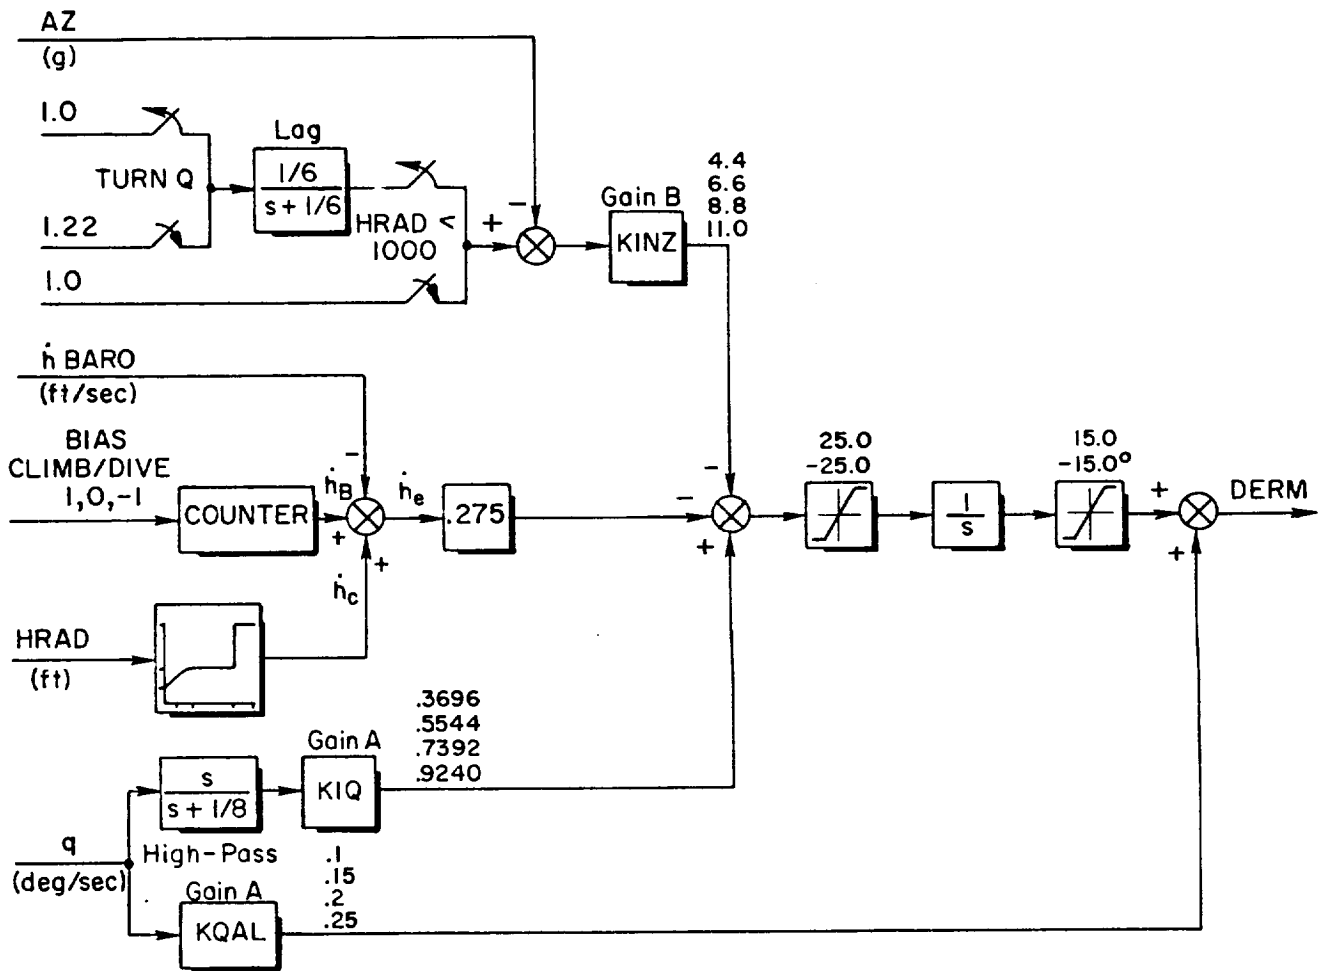 AZ
(g)
1.0
TURN Q
1.22
1.0
Lag
1/6
s + 1/6
HRAD <
1000
+
-
Gain B
KINZ
4.4
6.6
8.8
11.0
ḣ BARO
(ft/sec)
BIAS
CLIMB/DIVE
1,0,-1
COUNTER
ḣB
-
+
+
ḣe
ḣc
.275
HRAD
(ft)
-
-
+
25.0
-25.0
1
s
15.0
-15.0°
+
+
DERM
.3696
.5544
.7392
.9240
Gain A
KIQ
s
s + 1/8
High-Pass
q
(deg/sec)
Gain A
KQAL
.1
.15
.2
.25